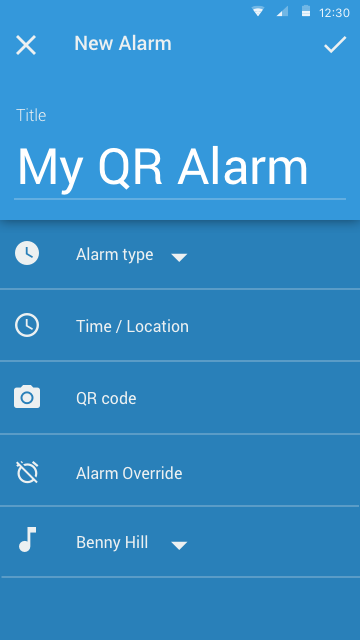 12:30
New Alarm
Title
My QR Alarm
Alarm type
Time / Location
QR code
Alarm Override
Benny Hill